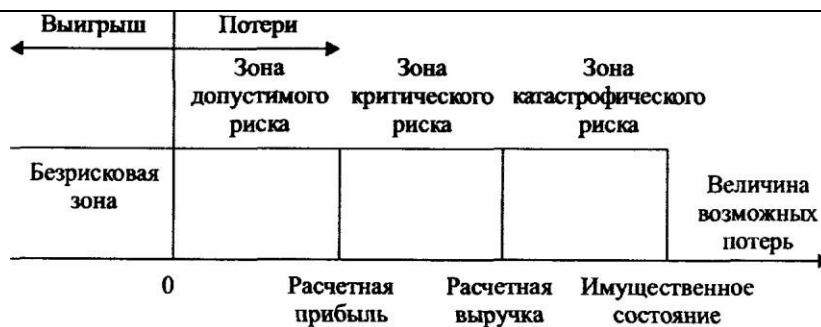 Выигрыш
Потери
Зона
допустимого
риска
Зона
критического
риска
Зона
катастрофического
риска
Безрисковая
зона
Величина
возможных
потерь
0
Расчетная
прибыль
Расчетная
выручка
Имущественное
состояние